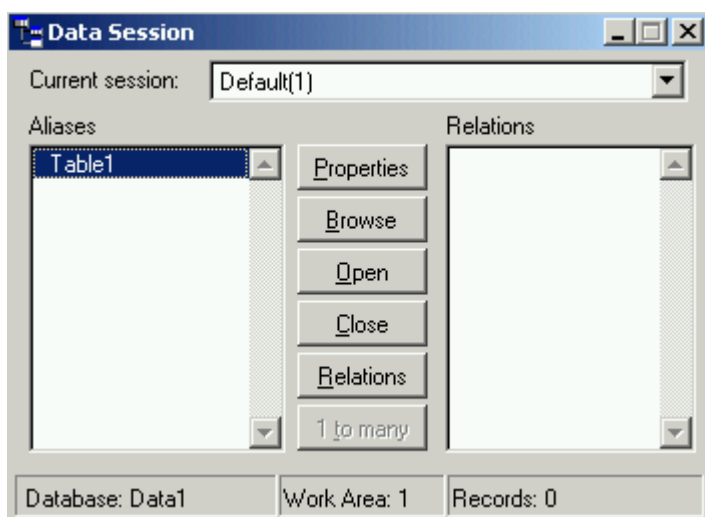 Data Session
Current session: Default(1)
Aliases
Relations
Table1
Properties
Browse
Open
Close
Relations
1 to many
Database: Data1 Work Area: 1 Records: 0